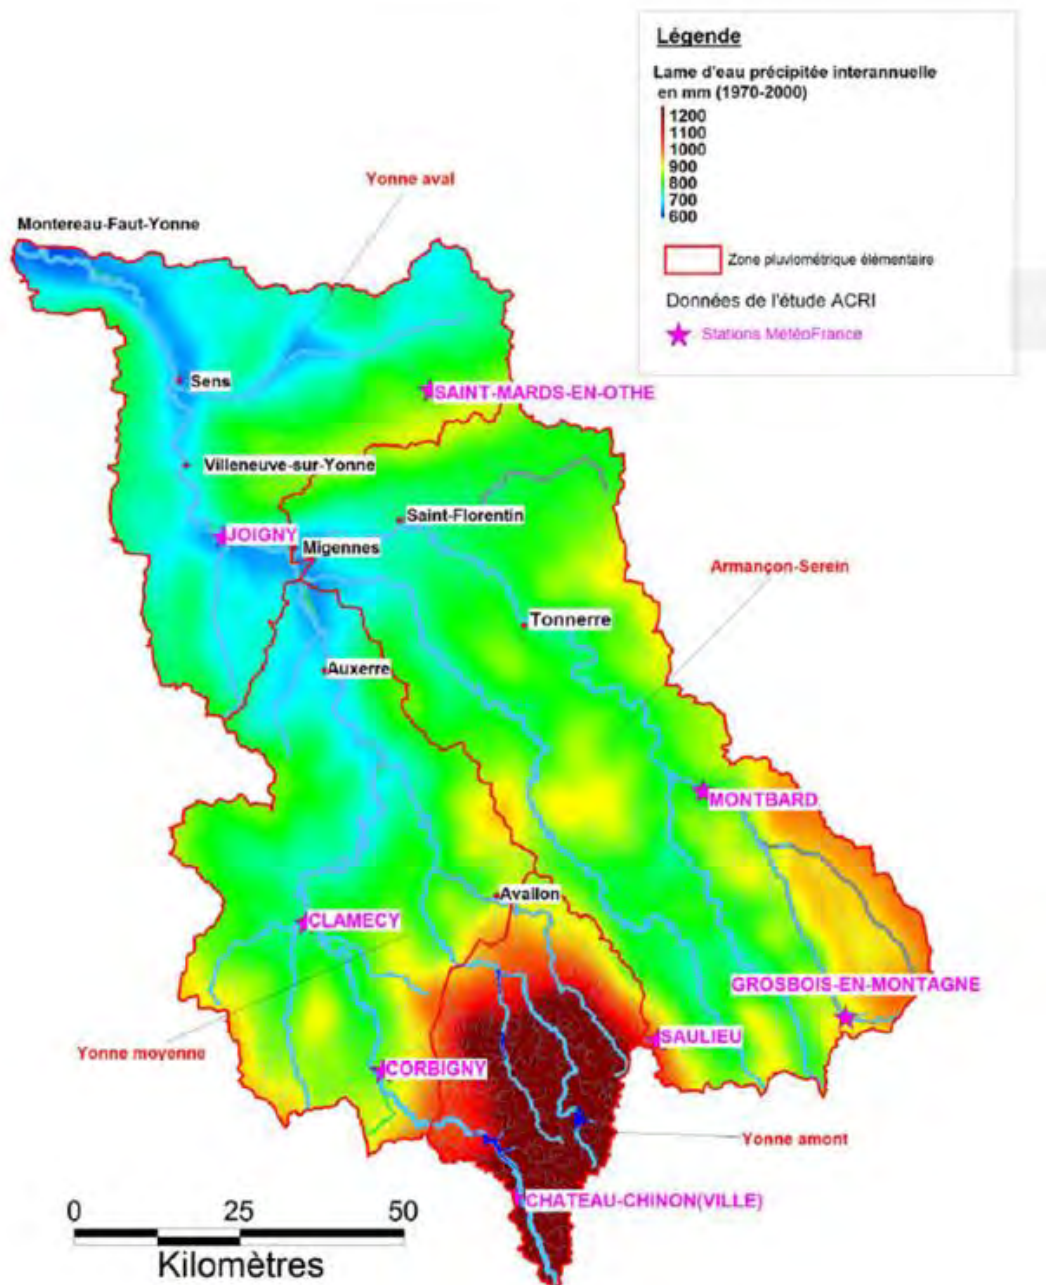 Légende
Lame d'eau précipitée interannuelle
en mm (1970-2000)
1200
1100
1000
900
800
700
600
Zone pluviométrique élémentaire
Données de l'étude ACRI
Stations MétéoFrance
Yonne aval
Montereau-Faut-Yonne
Sens
SAINT-MARDS-EN-OTHE
Villeneuve-sur-Yonne
Saint-Florentin
JOIGNY
Migennes
Armançon-Serein
Tonnerre
Auxerre
MONTBARD
Avallon
CLAMECY
GROSBOIS-EN-MONTAGNE
SAULIEU
Yonne moyenne
CORBIGNY
Yonne amont
CHATEAU-CHINON(VILLE)
0 25 50
Kilomètres